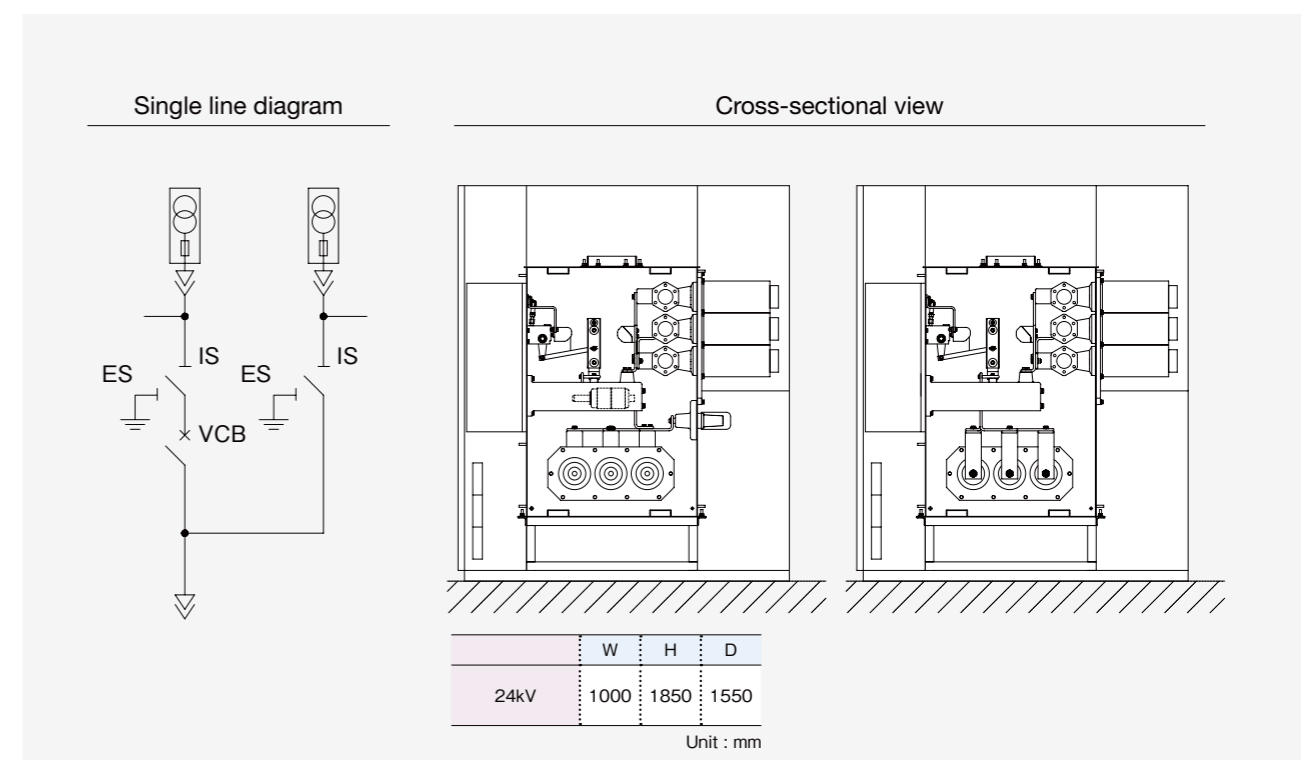 Single line diagram
Cross-sectional view
IS
IS
ES
ES
VCB
W H D
24kV 1000 1850 1550
Unit : mm